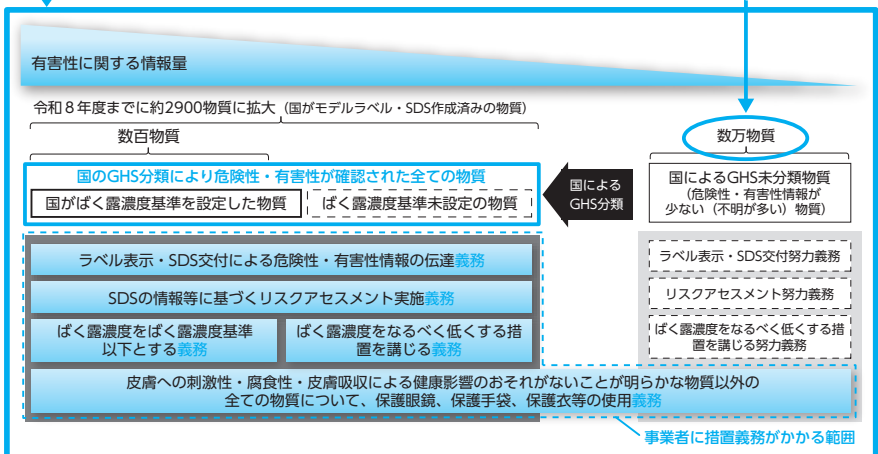 有害性に関する情報量
令和8年度までに約2900物質に拡大（国がモデルラベル・SDS作成済みの物質）
数百物質
数万物質
国のGHS分類により危険性・有害性が確認された全ての物質
国がばく露濃度基準を設定した物質
ばく露濃度基準未設定の物質
国による
GHS分類
国によるGHS未分類物質
（危険性・有害性情報が
少ない（不明が多い）物質）
ラベル表示・SDS交付による危険性・有害性情報の伝達義務
SDSの情報等に基づくリスクアセスメント実施義務
ばく露濃度をばく露濃度基準
以下とする義務
ばく露濃度をなるべく低くする措
置を講じる義務
ラベル表示・SDS交付努力義務
リスクアセスメント努力義務
ばく露濃度をなるべく低くする措
置を講じる努力義務
皮膚への刺激性・腐食性・皮膚吸収による健康影響のおそれがないことが明らかな物質以外の
全ての物質について、保護眼鏡、保護手袋、保護衣等の使用義務
事業者に措置義務がかかる範囲